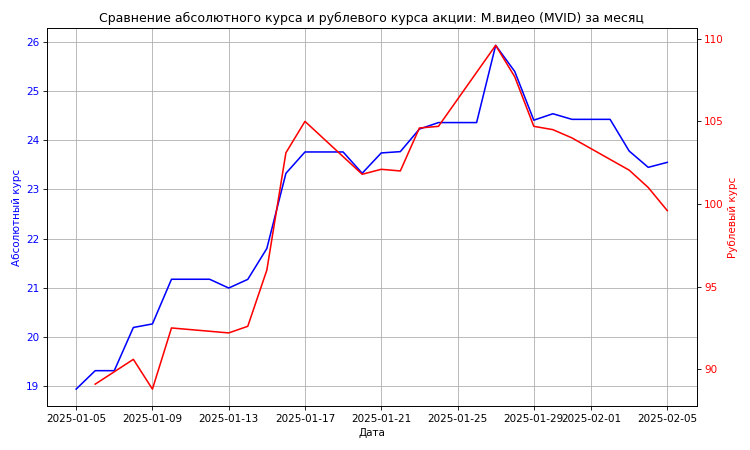 Сравнение абсолютного курса и рублевого курса акции: М.видео (MVID) за месяц
26
25
24
23
22
21
20
19
Абсолютный курс
110
105
100
95
90
Рублевый курс
2025-01-05 2025-01-09 2025-01-13 2025-01-17 2025-01-21 2025-01-25 2025-01-29 2025-02-01 2025-02-05
Дата